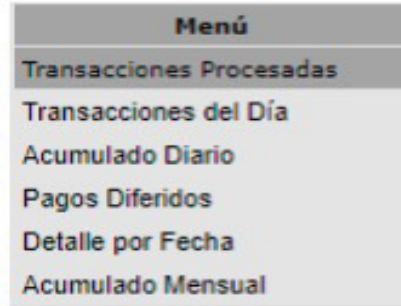 Menú
Transacciones Procesadas
Transacciones del Día
Acumulado Diario
Pagos Diferidos
Detalle por Fecha
Acumulado Mensual